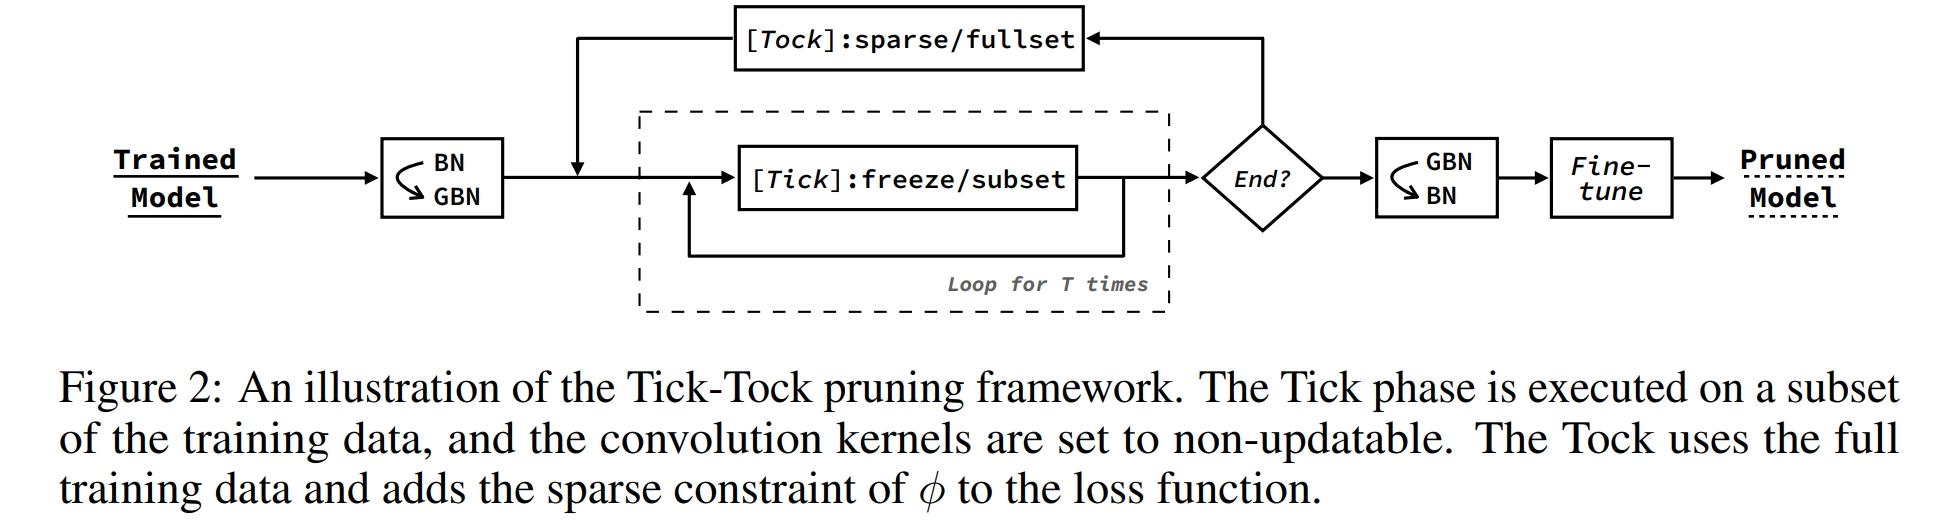 [Tock]:sparse/fullset
Trained
Model
BN
GBN
[Tick]:freeze/subset
Loop for T times
End?
GBN
BN
Fine-
tune
Pruned
Model
Figure 2: An illustration of the Tick-Tock pruning framework. The Tick phase is executed on a subset
of the training data, and the convolution kernels are set to non-updatable. The Tock uses the full
training data and adds the sparse constraint of ϕ to the loss function.